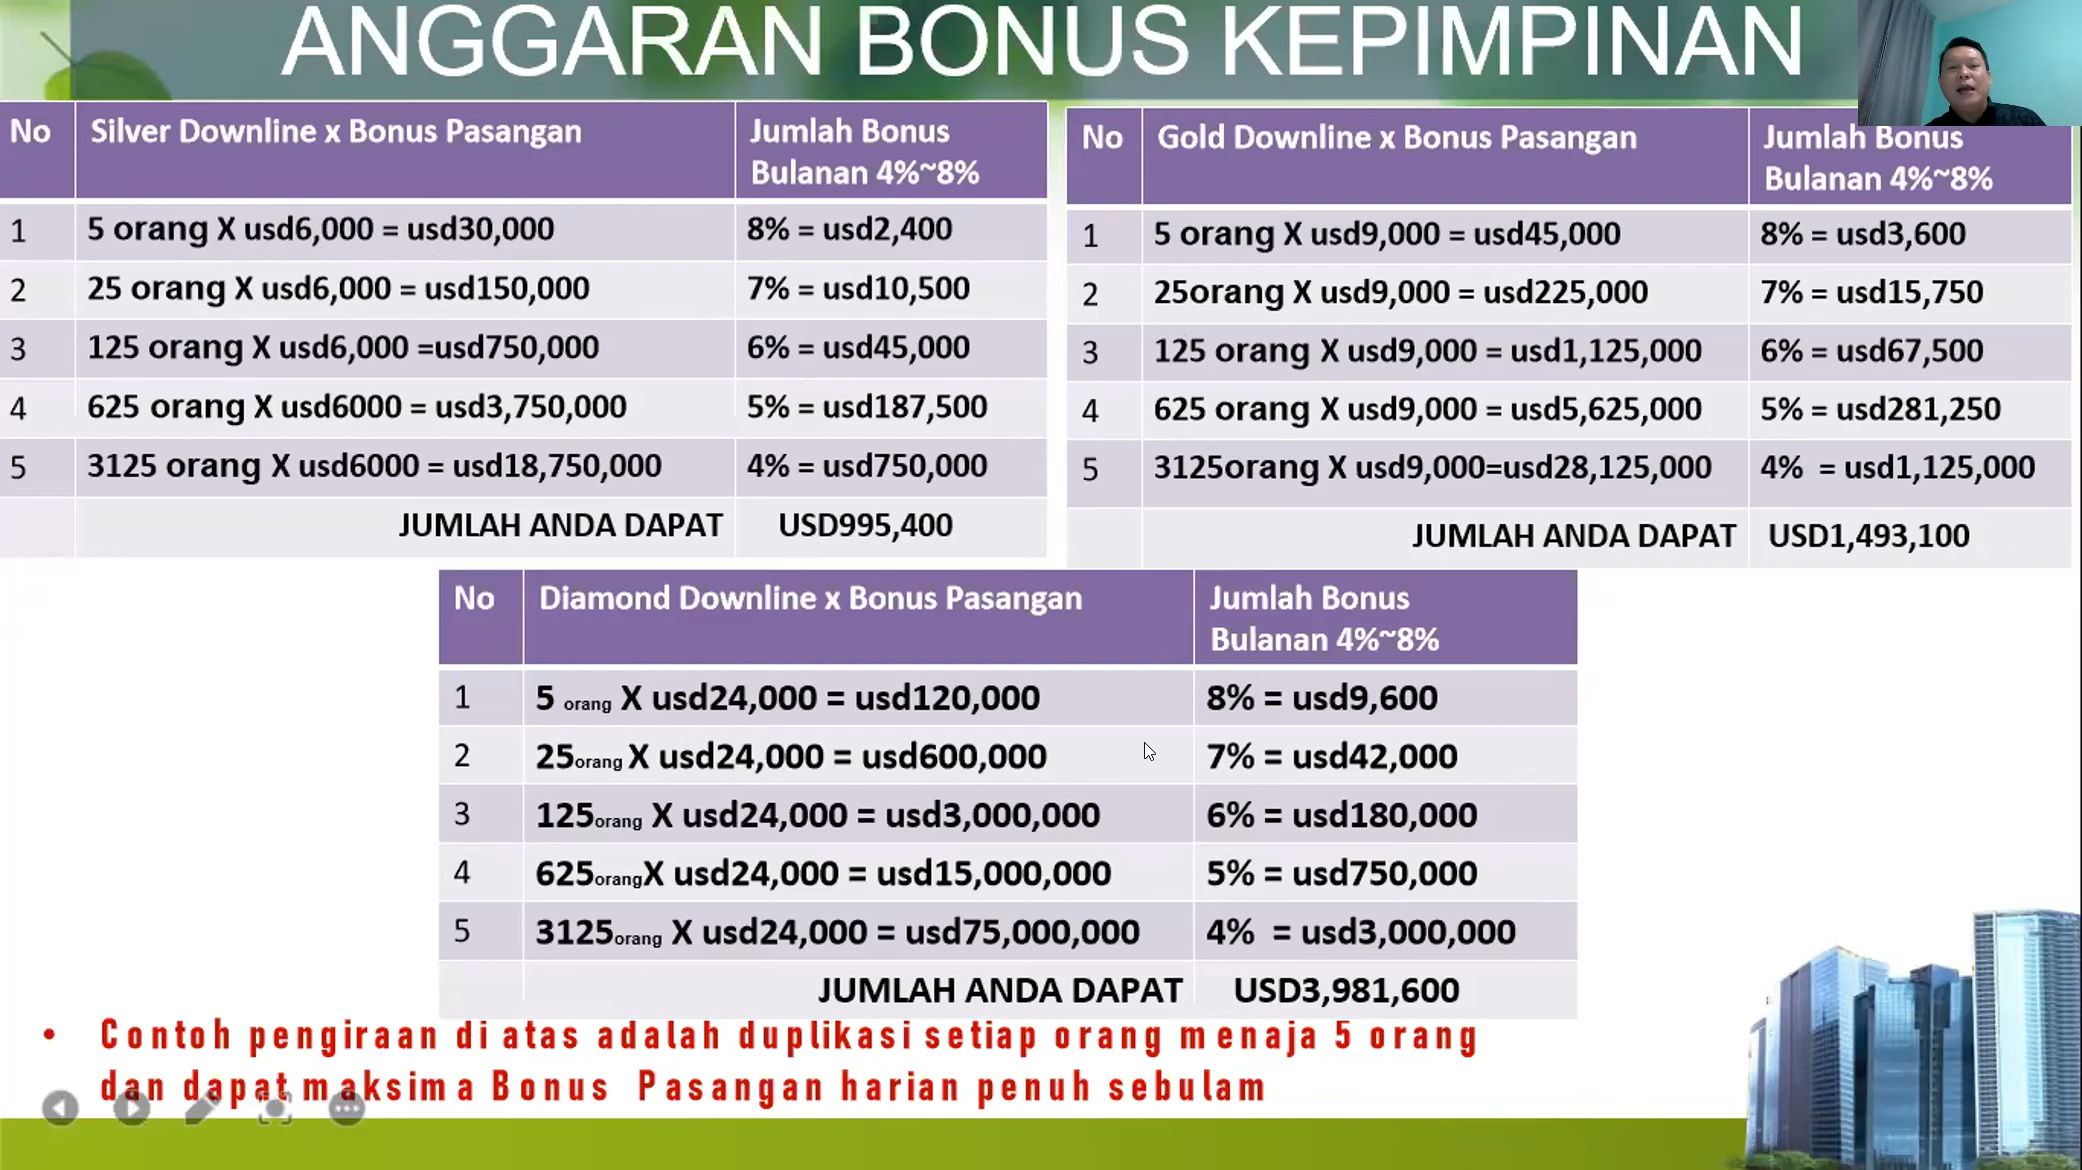 ANGGARAN BONUS KEPIMPINAN
No Silver Downline x Bonus Pasangan Jumlah Bonus
Bulanan 4%~8%
1 5 orang X usd6,000 = usd30,000 8% = usd2,400
2 25 orang X usd6,000 = usd150,000 7% = usd10,500
3 125 orang X usd6,000 =usd750,000 6% = usd45,000
4 625 orang X usd6000 = usd3,750,000 5% = usd187,500
5 3125 orang X usd6000 = usd18,750,000 4% = usd750,000
JUMLAH ANDA DAPAT USD995,400
No Gold Downline x Bonus Pasangan Jumlah Bonus
Bulanan 4%~8%
1 5 orang X usd9,000 = usd45,000 8% = usd3,600
2 25orang X usd9,000 = usd225,000 7% = usd15,750
3 125 orang X usd9,000 = usd1,125,000 6% = usd67,500
4 625 orang X usd9,000 = usd5,625,000 5% = usd281,250
5 3125orang X usd9,000=usd28,125,000 4% = usd1,125,000
JUMLAH ANDA DAPAT USD1,493,100
No Diamond Downline x Bonus Pasangan Jumlah Bonus
Bulanan 4%~8%
1 5 orang X usd24,000 = usd120,000 8% = usd9,600
2 25orang X usd24,000 = usd600,000 7% = usd42,000
3 125orang X usd24,000 = usd3,000,000 6% = usd180,000
4 625orangX usd24,000 = usd15,000,000 5% = usd750,000
5 3125orang X usd24,000 = usd75,000,000 4% = usd3,000,000
JUMLAH ANDA DAPAT USD3,981,600
• Contoh pengiraan di atas adalah duplikasi setiap orang menaja 5 orang
dan dapat maksima Bonus Pasangan harian penuh sebulam